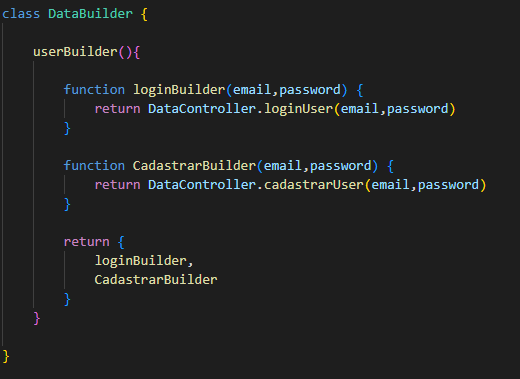 class DataBuilder {
userBuilder(){
function loginBuilder(email,password) {
return DataController.loginUser(email,password)
}
function CadastrarBuilder(email,password) {
return DataController.cadastrarUser(email,password)
}
return {
loginBuilder,
CadastrarBuilder
}
}
}